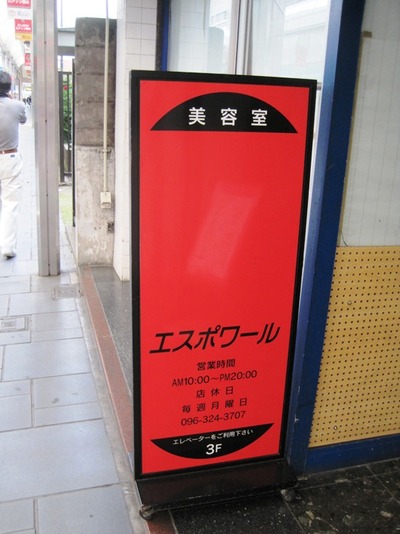 美容室
エスポワール
営業時間
AM10:00～PM20:00
店休日
毎週月曜日
096-324-3707
エレベーターをご利用下さい
3F